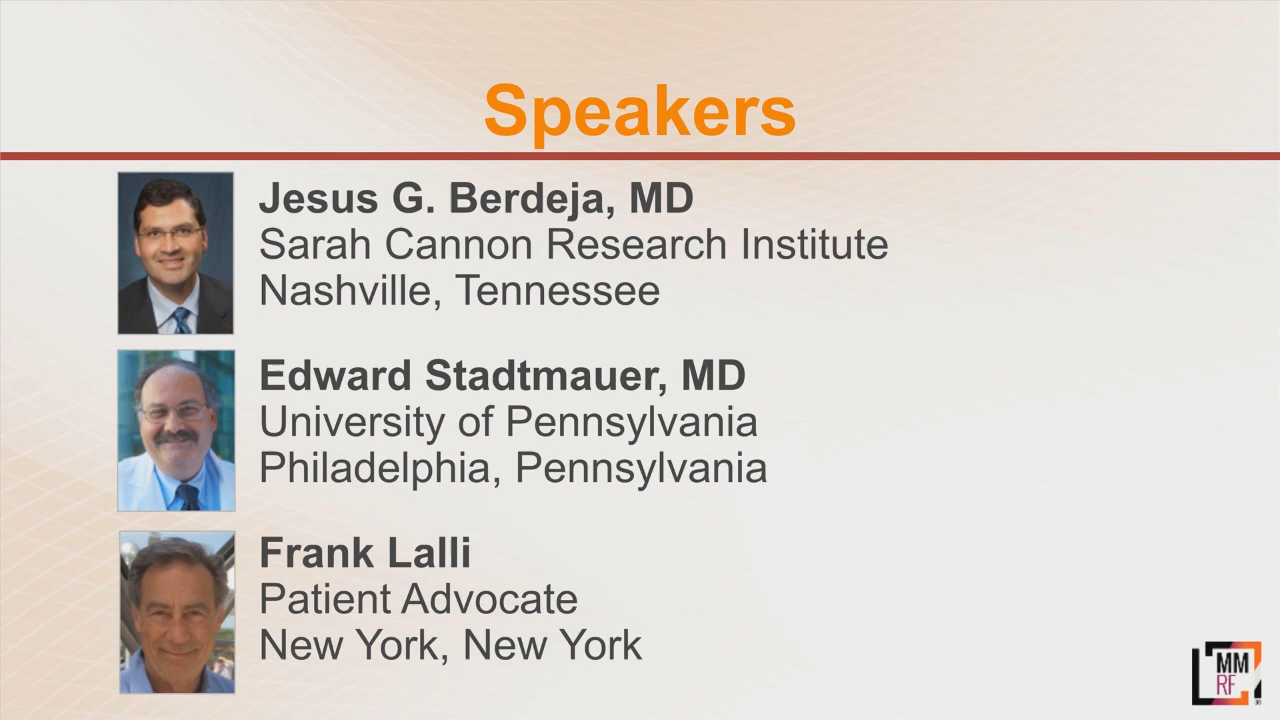 Speakers
Jesus G. Berdeja, MD
Sarah Cannon Research Institute
Nashville, Tennessee
Edward Stadtmauer, MD
University of Pennsylvania
Philadelphia, Pennsylvania
Frank Lalli
Patient Advocate
New York, New York
MM
RF